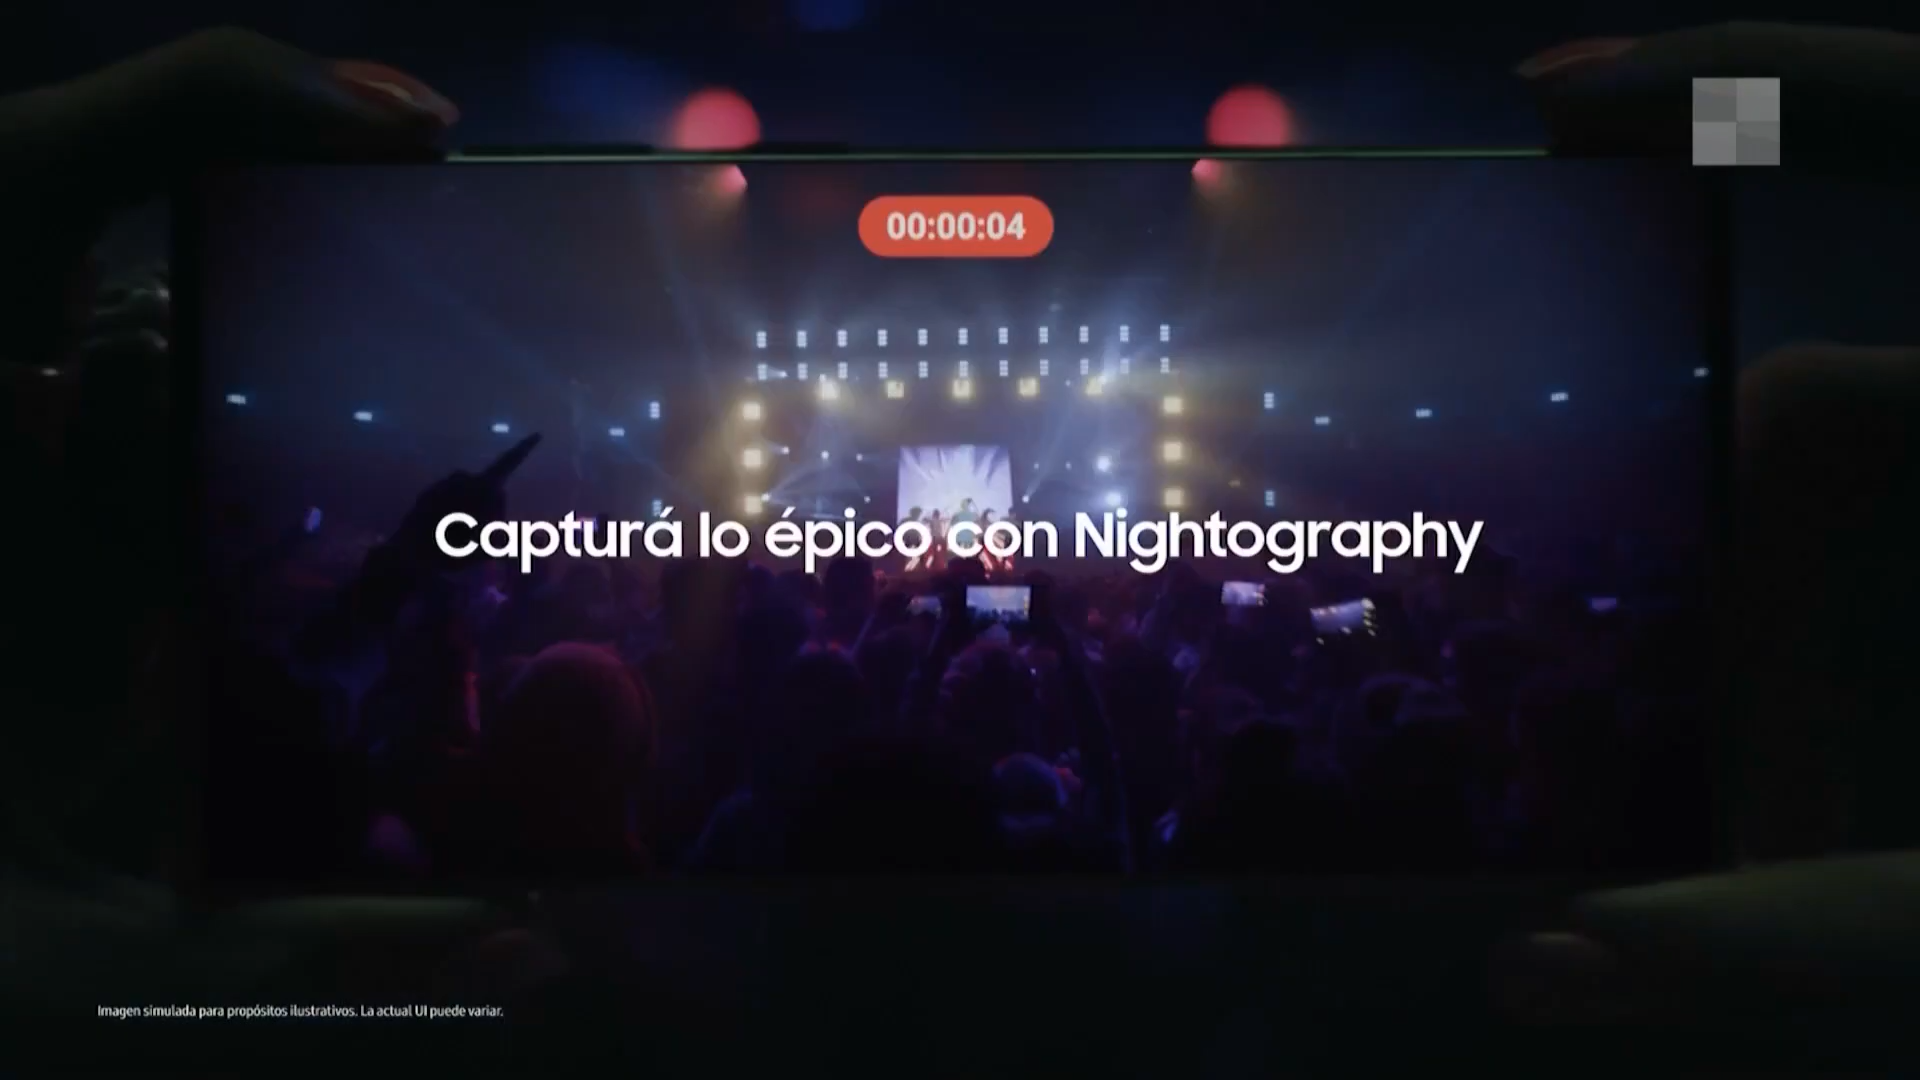 00:00:04
Capturá lo épico con Nightography
Imagen simulada para propósitos ilustrativos. La actual UI puede variar.